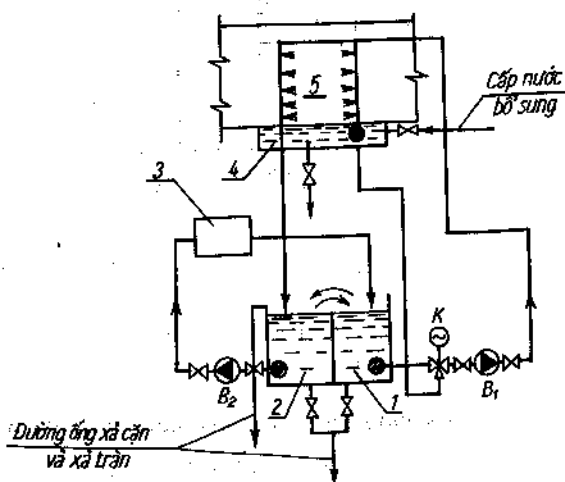 5
Cấp nước
bổ sung
4
3
K
B₂
2
1
B₁
Đường ống xả cặn
và xả tràn